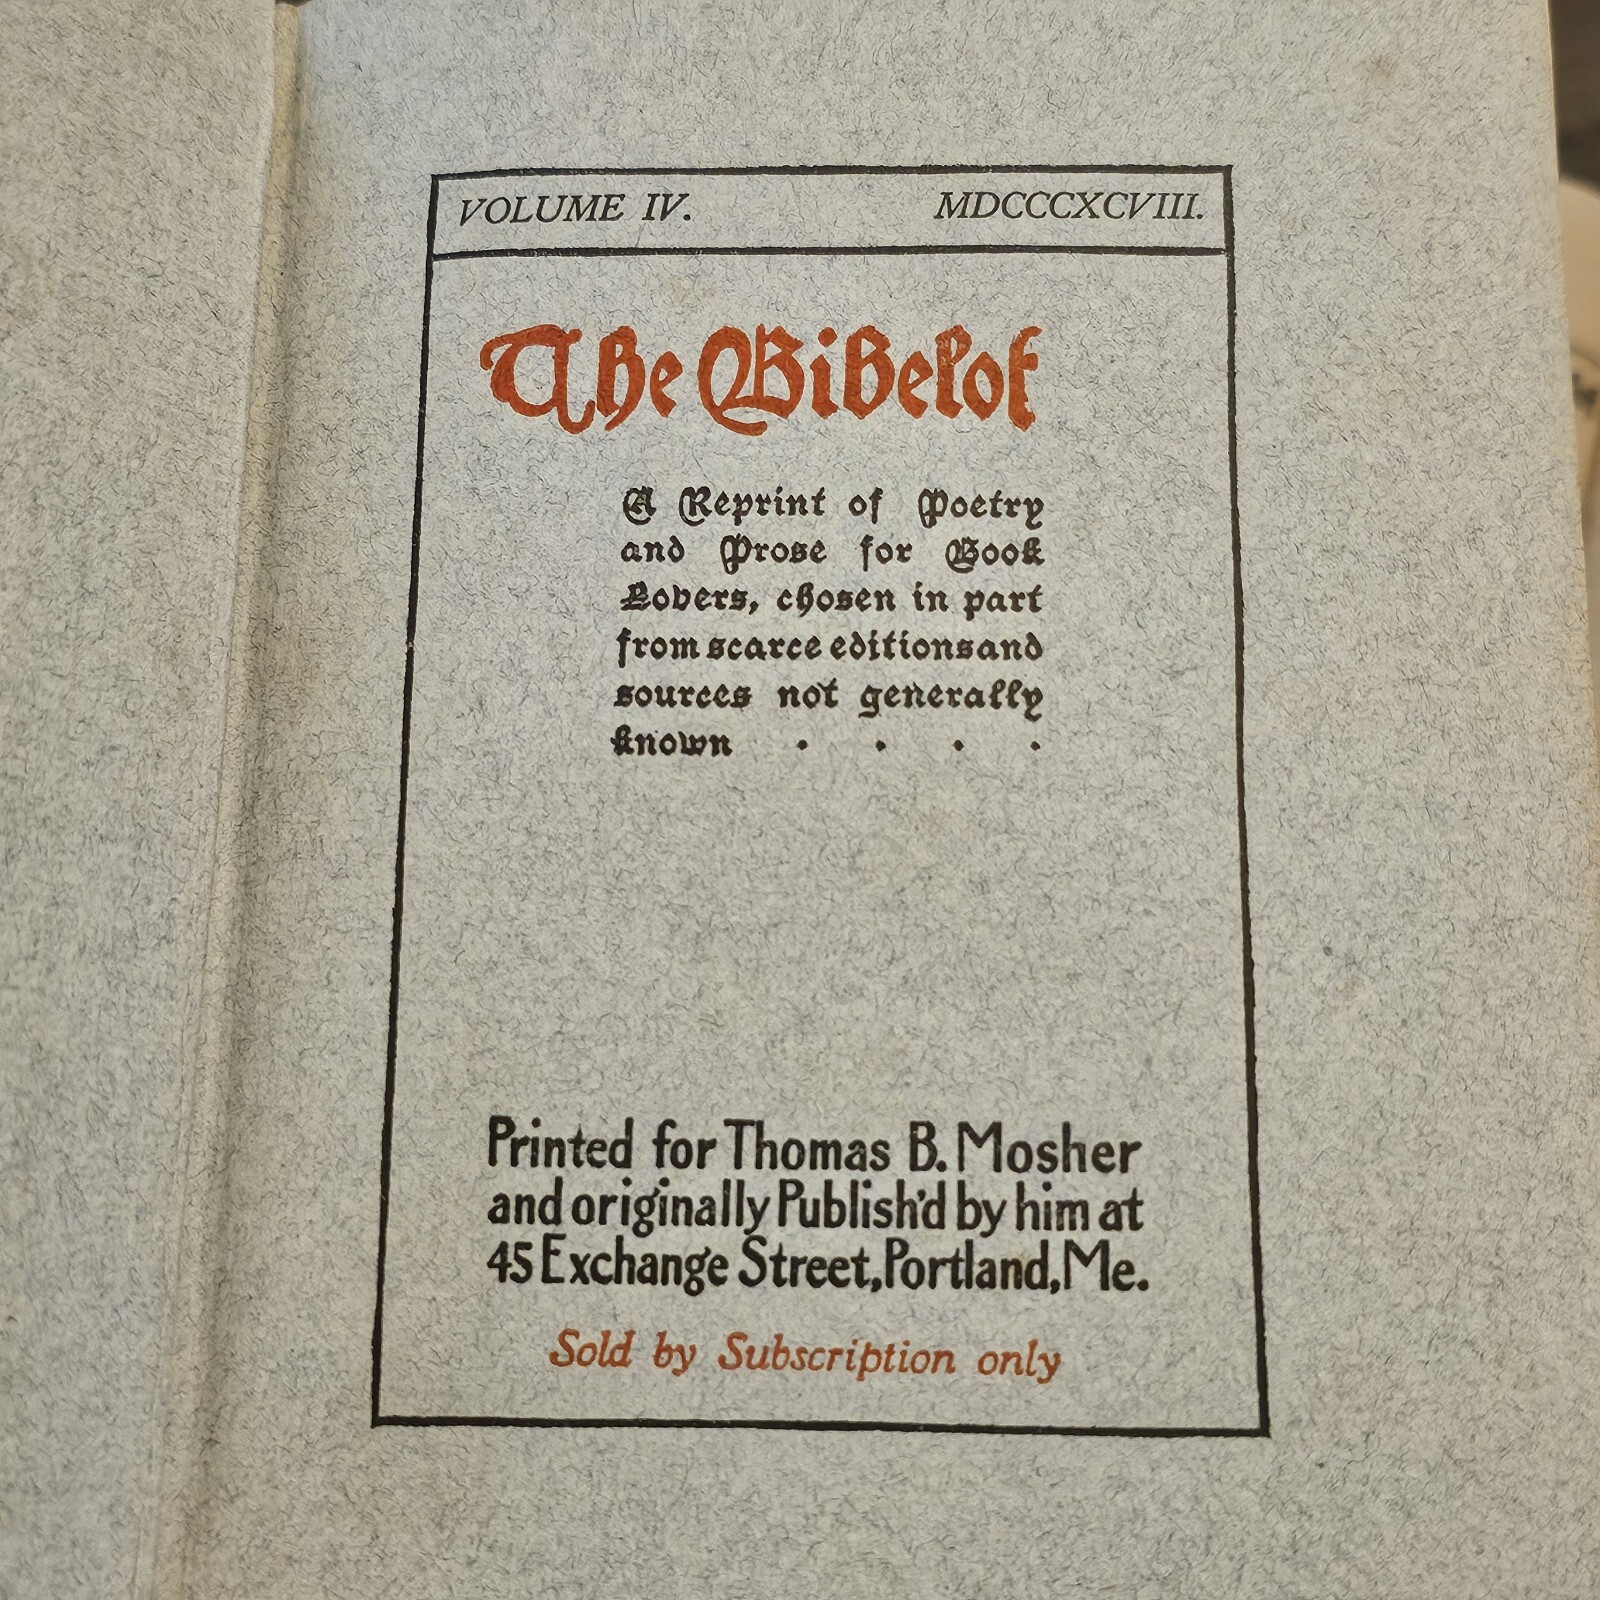 VOLUME IV. MDCCCXCVIII.
The Bibelot
A Reprint of Poetry
and Prose for Book
Lovers, chosen in part
from scarce editions and
sources not generally
known . . . .
Printed for Thomas B. Mosher
and originally Publish'd by him at
45 Exchange Street, Portland, Me.
Sold by Subscription only